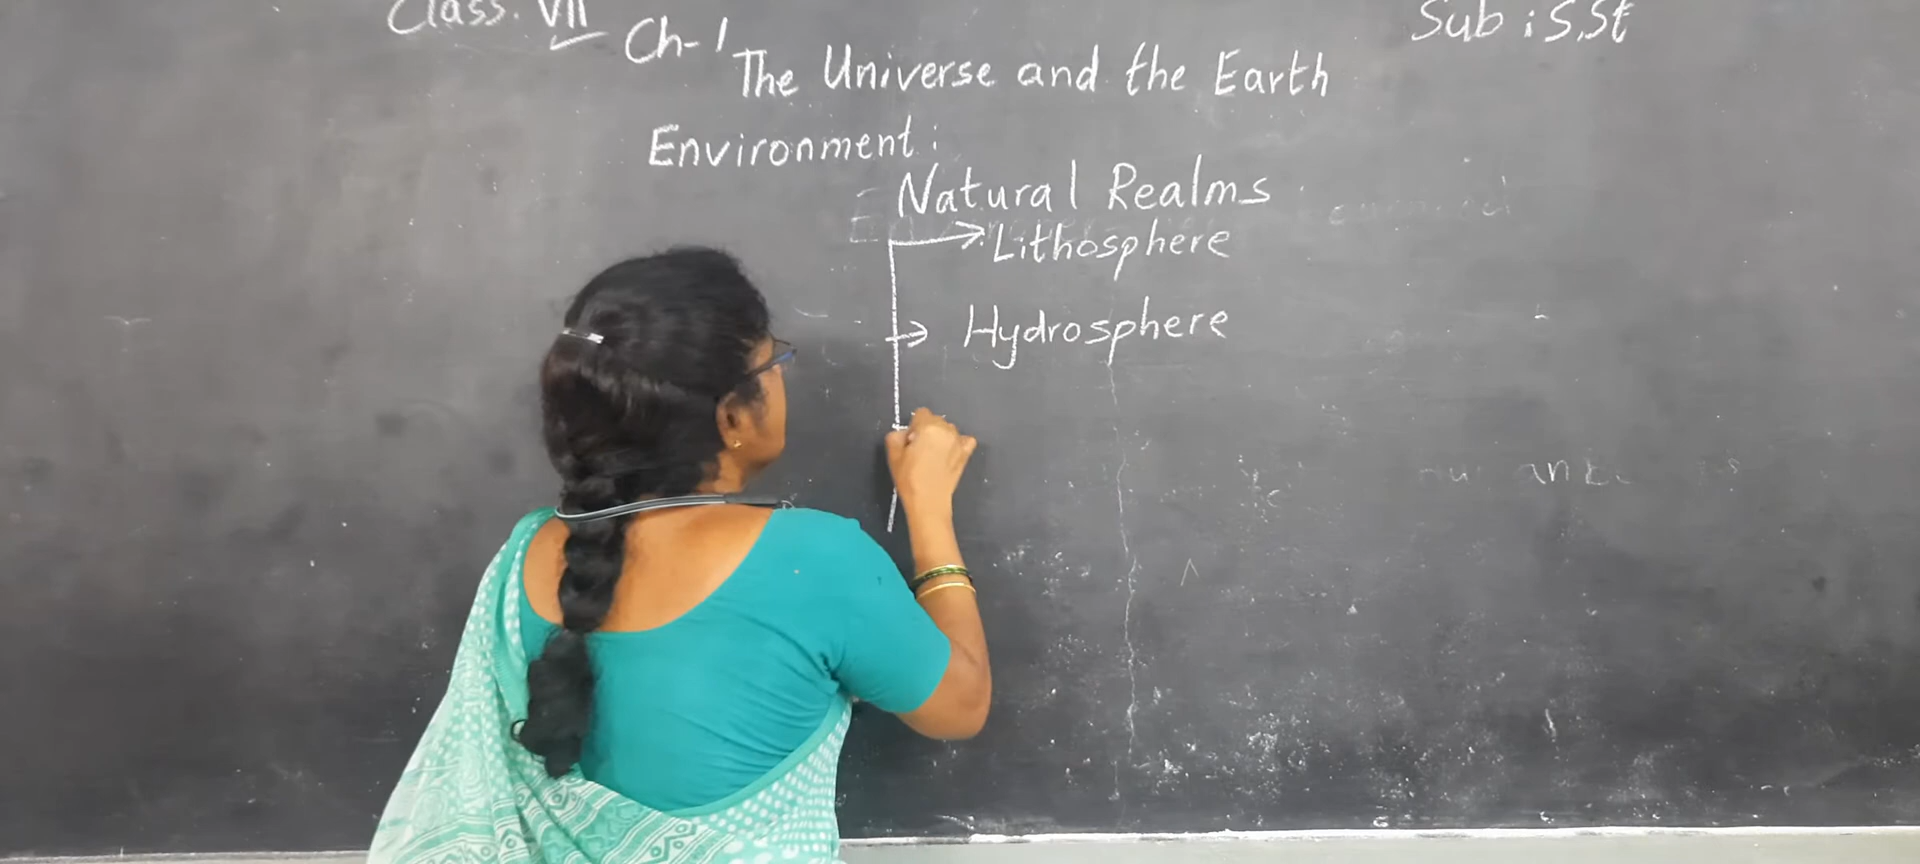 Class. VII
Sub : S.St
Ch-1
The Universe and the Earth
Environment :
Natural Realms
Lithosphere
Hydrosphere